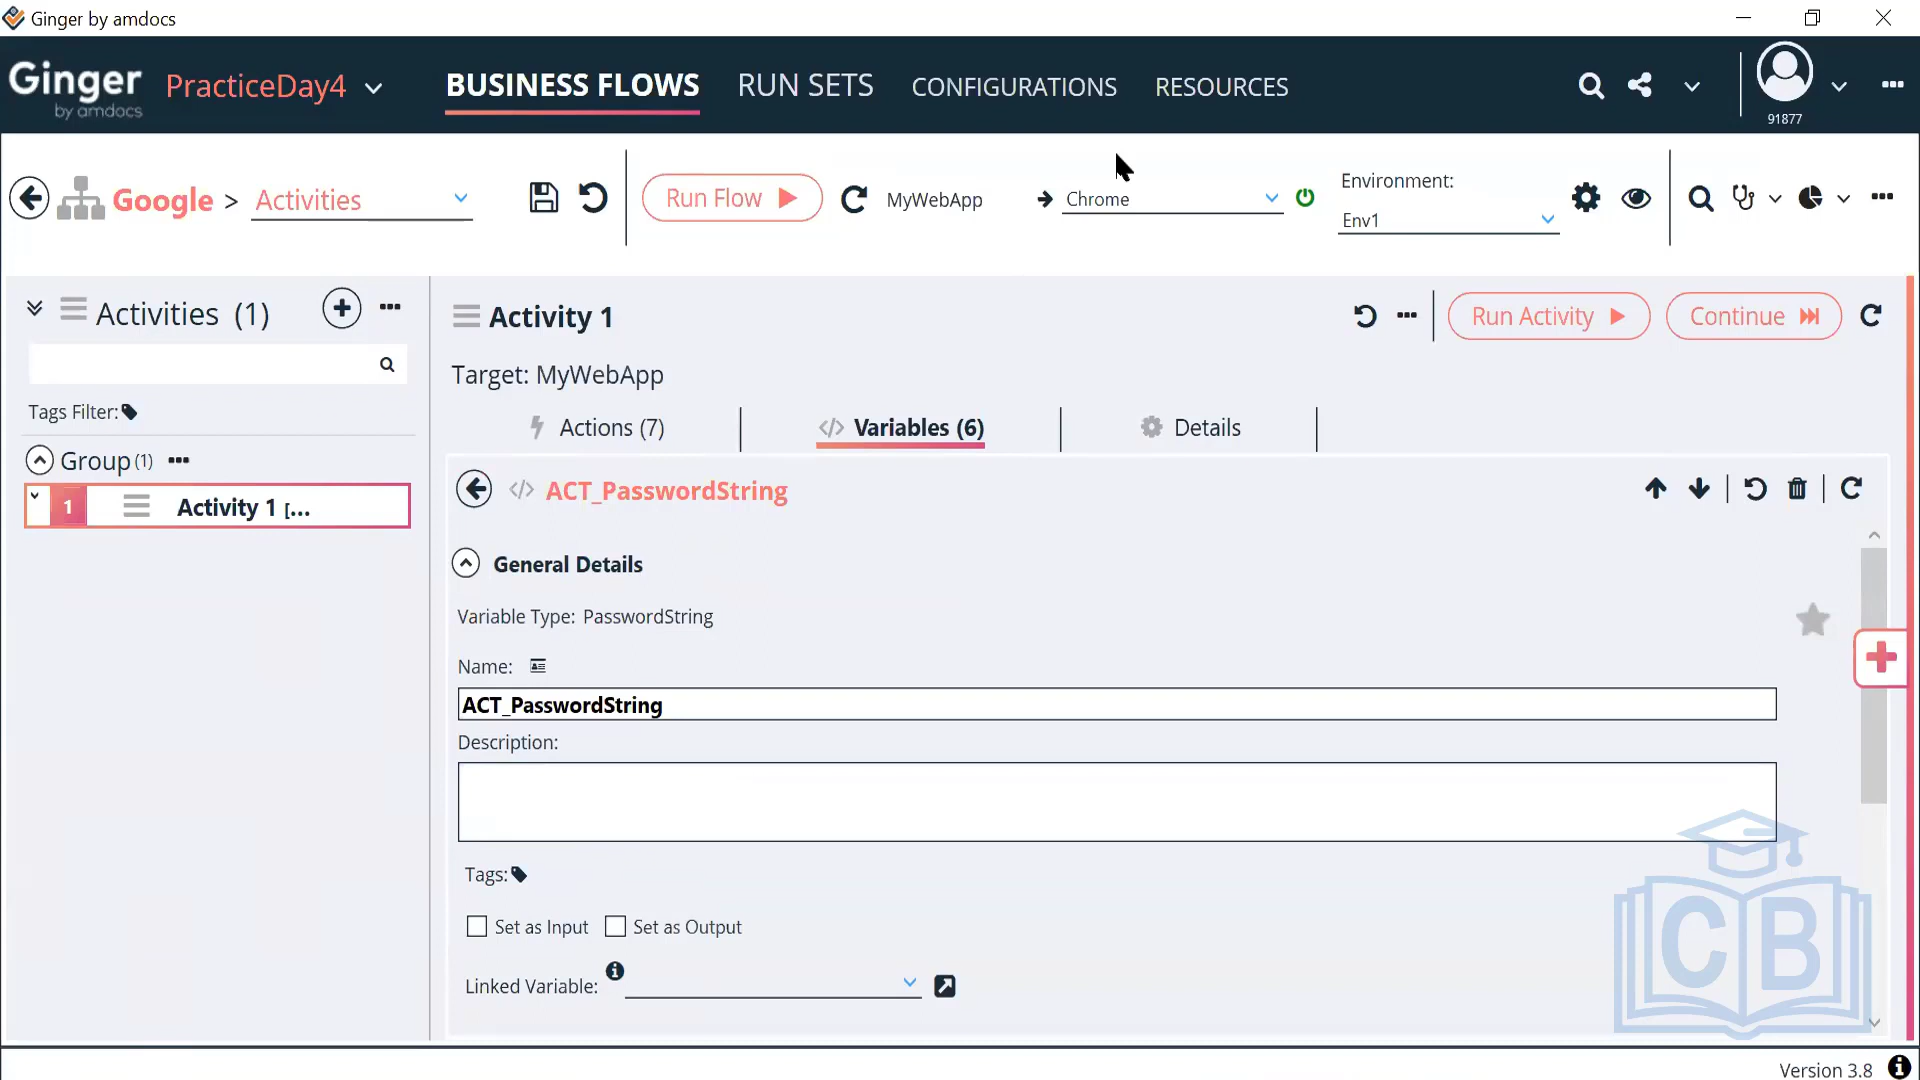 Ginger by amdocs
Ginger
by amdocs
PracticeDay4
BUSINESS FLOWS
RUN SETS
CONFIGURATIONS
RESOURCES
91877
Google > Activities
Run Flow
MyWebApp
Chrome
Environment:
Env1
Activities (1)
Tags Filter:
Group (1)
1
Activity 1 [...
Activity 1
Run Activity
Continue
Target: MyWebApp
Actions (7)
</> Variables (6)
Details
</> ACT_PasswordString
General Details
Variable Type: PasswordString
Name:
ACT_PasswordString
Description:
Tags:
Set as Input
Set as Output
Linked Variable:
CB
Version 3.8